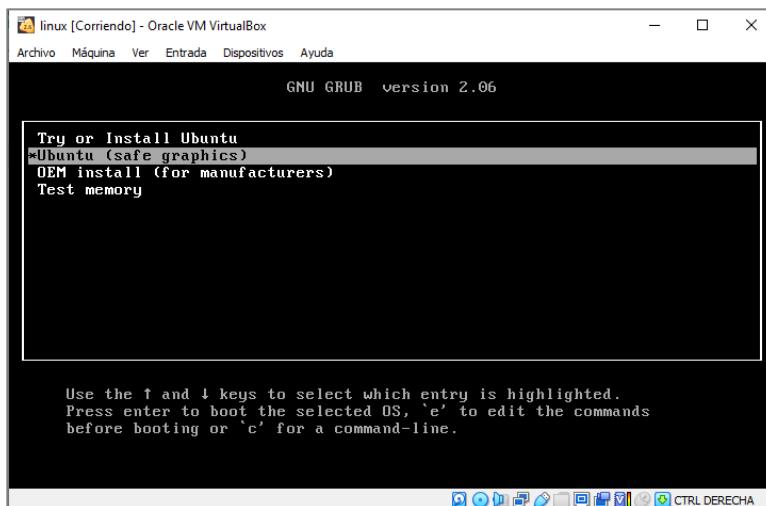 linux [Corriendo] - Oracle VM VirtualBox
Archivo Máquina Ver Entrada Dispositivos Ayuda
GNU GRUB version 2.06
Try or Install Ubuntu
*Ubuntu (safe graphics)
OEM install (for manufacturers)
Test memory
Use the ↑ and ↓ keys to select which entry is highlighted.
Press enter to boot the selected OS, `e' to edit the commands
before booting or `c' for a command-line.
CTRL DERECHA